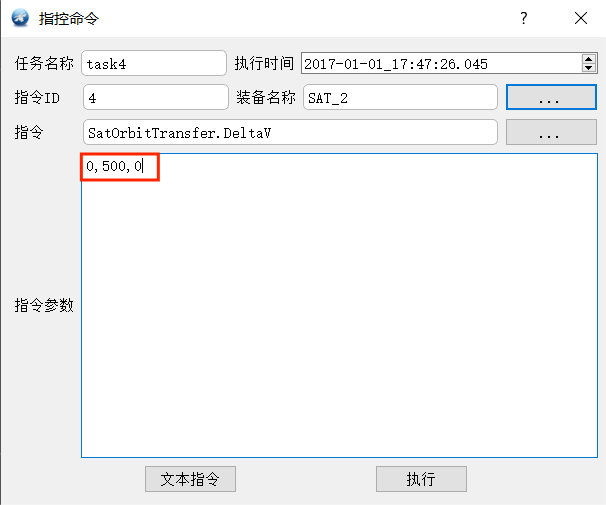 指控命令 ?
任务名称 task4 执行时间 2017-01-01_17:47:26.045
指令ID 4 装备名称 SAT_2 ...
指令 SatOrbitTransfer.DeltaV ...
0,500,0
指令参数
文本指令 执行